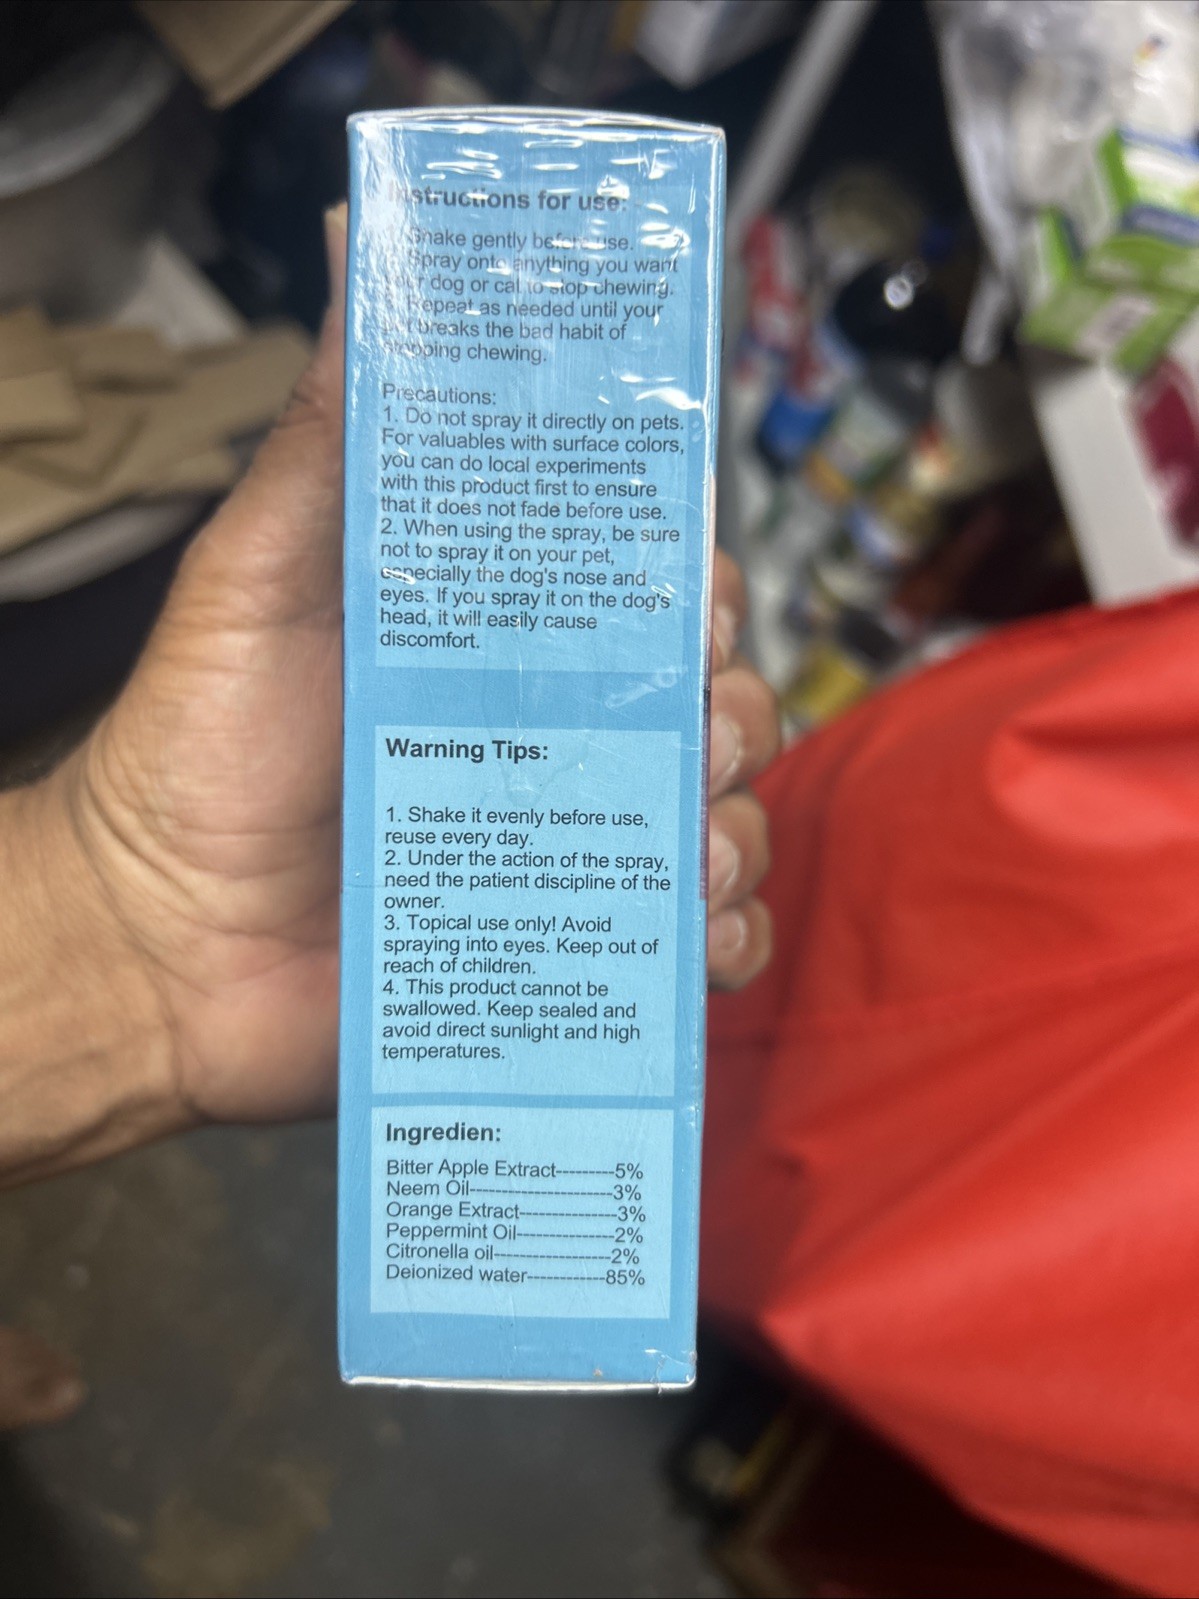 Instructions for use:
Shake gently before use.
Spray onto anything you want
your dog or cat to stop chewing.
Repeat as needed until your
pet breaks the bad habit of
stopping chewing.
Precautions:
1. Do not spray it directly on pets.
For valuables with surface colors,
you can do local experiments
with this product first to ensure
that it does not fade before use.
2. When using the spray, be sure
not to spray it on your pet,
especially the dog's nose and
eyes. If you spray it on the dog's
head, it will easily cause
discomfort.
Warning Tips:
1. Shake it evenly before use,
reuse every day.
2. Under the action of the spray,
need the patient discipline of the
owner.
3. Topical use only! Avoid
spraying into eyes. Keep out of
reach of children.
4. This product cannot be
swallowed. Keep sealed and
avoid direct sunlight and high
temperatures.
Ingredien:
Bitter Apple Extract---------5%
Neem Oil----------------------3%
Orange Extract---------------3%
Peppermint Oil---------------2%
Citronella oil------------------2%
Deionized water------------85%